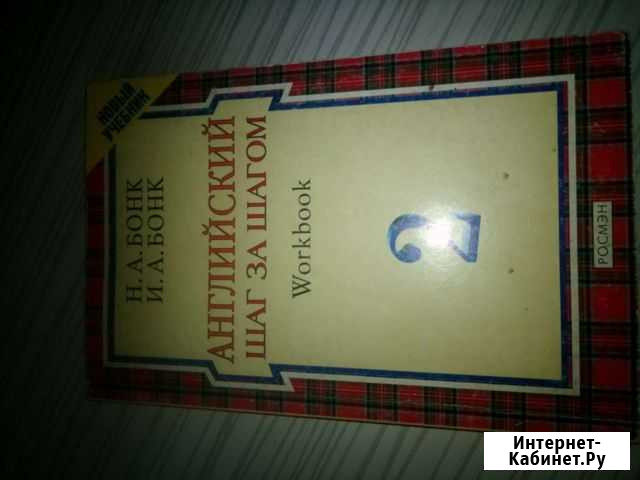 НОВЫЙ
УЧЕБНИК
Н. А. БОНК
И. А. БОНК
АНГЛИЙСКИЙ
ШАГ ЗА ШАГОМ
Workbook
2
РОСМЭН
Интернет-
Кабинет.Ру